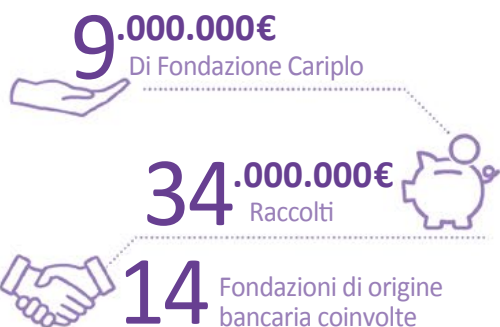 9.000.000€
Di Fondazione Cariplo
34.000.000€
Raccolti
14 Fondazioni di origine
bancaria coinvolte